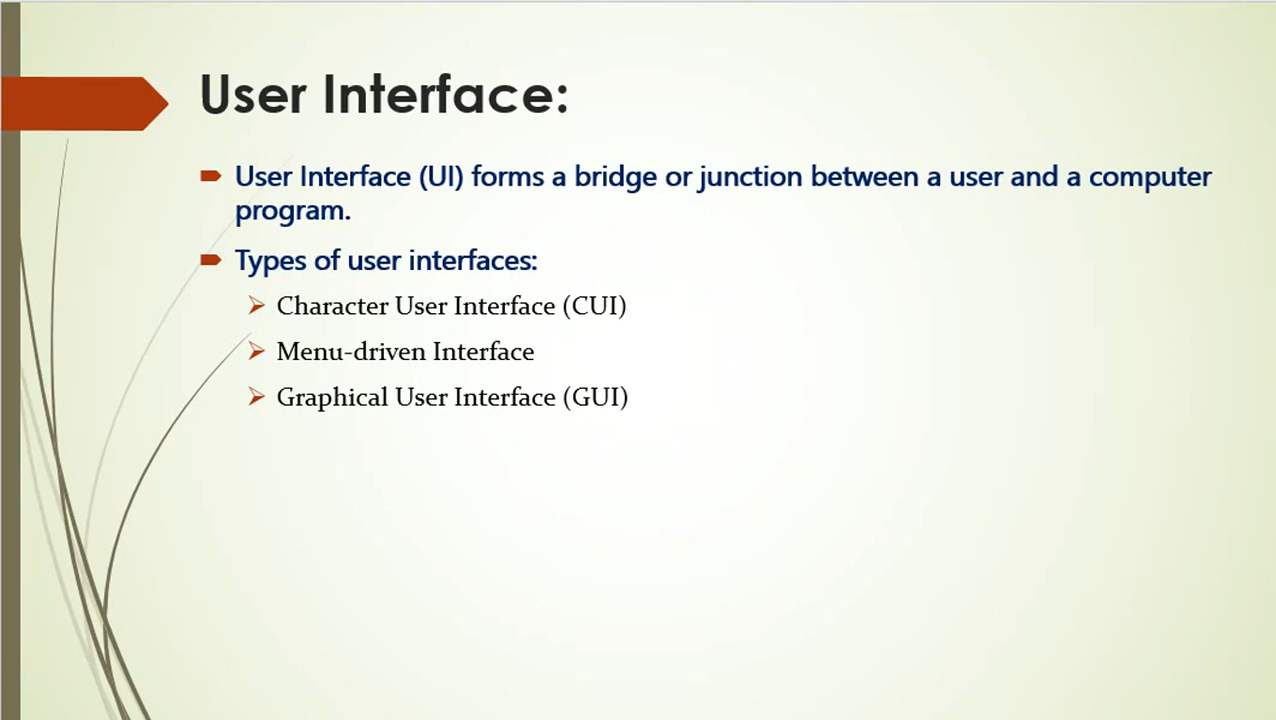 User Interface:
User Interface (UI) forms a bridge or junction between a user and a computer
program.
Types of user interfaces:
Character User Interface (CUI)
Menu-driven Interface
Graphical User Interface (GUI)